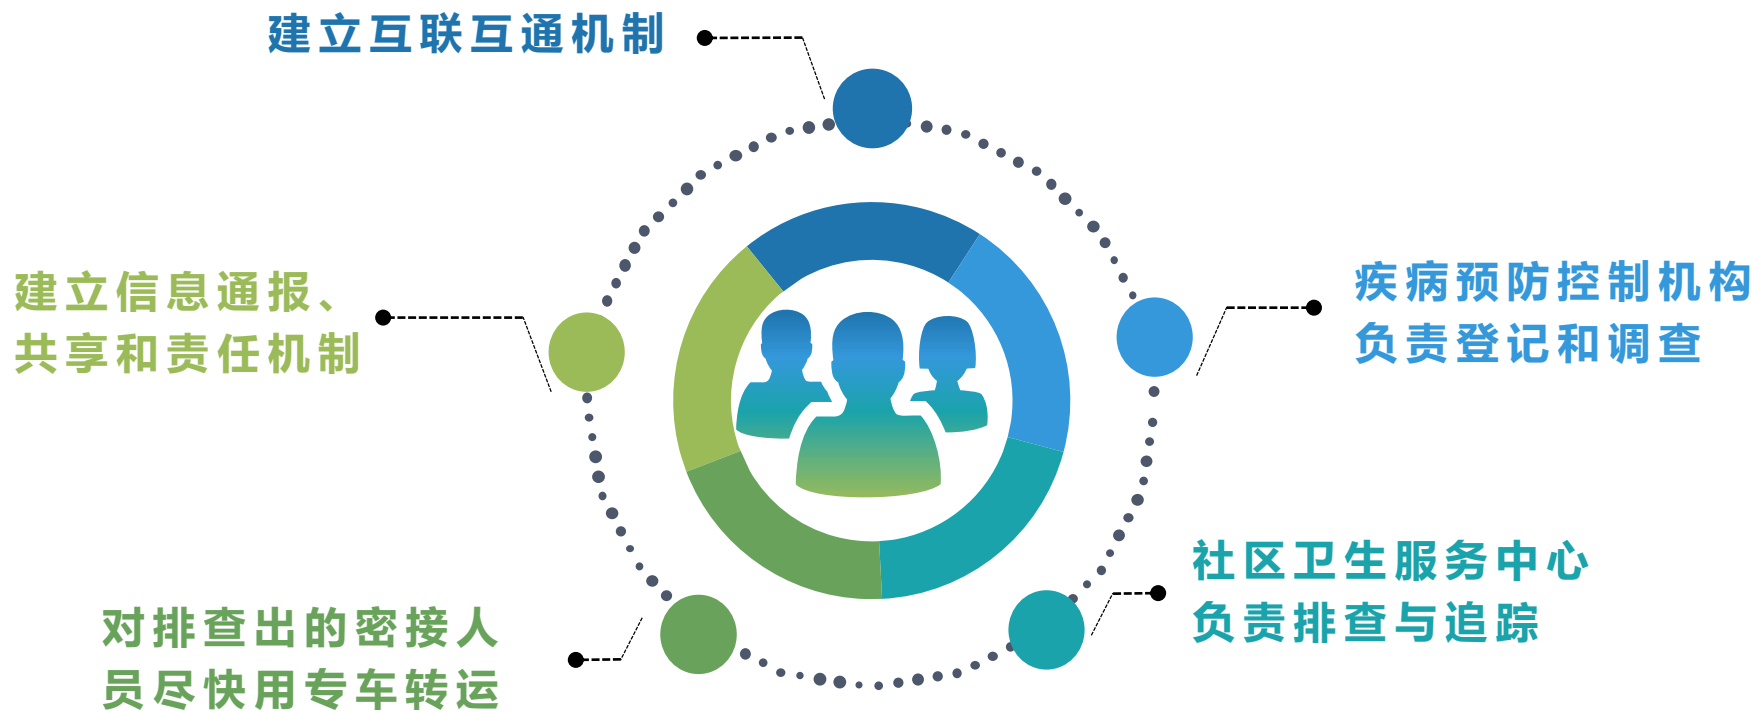 建立互联互通机制
疾病预防控制机构
负责登记和调查
社区卫生服务中心
负责排查与追踪
对排查出的密接人
员尽快用专车转运
建立信息通报、
共享和责任机制